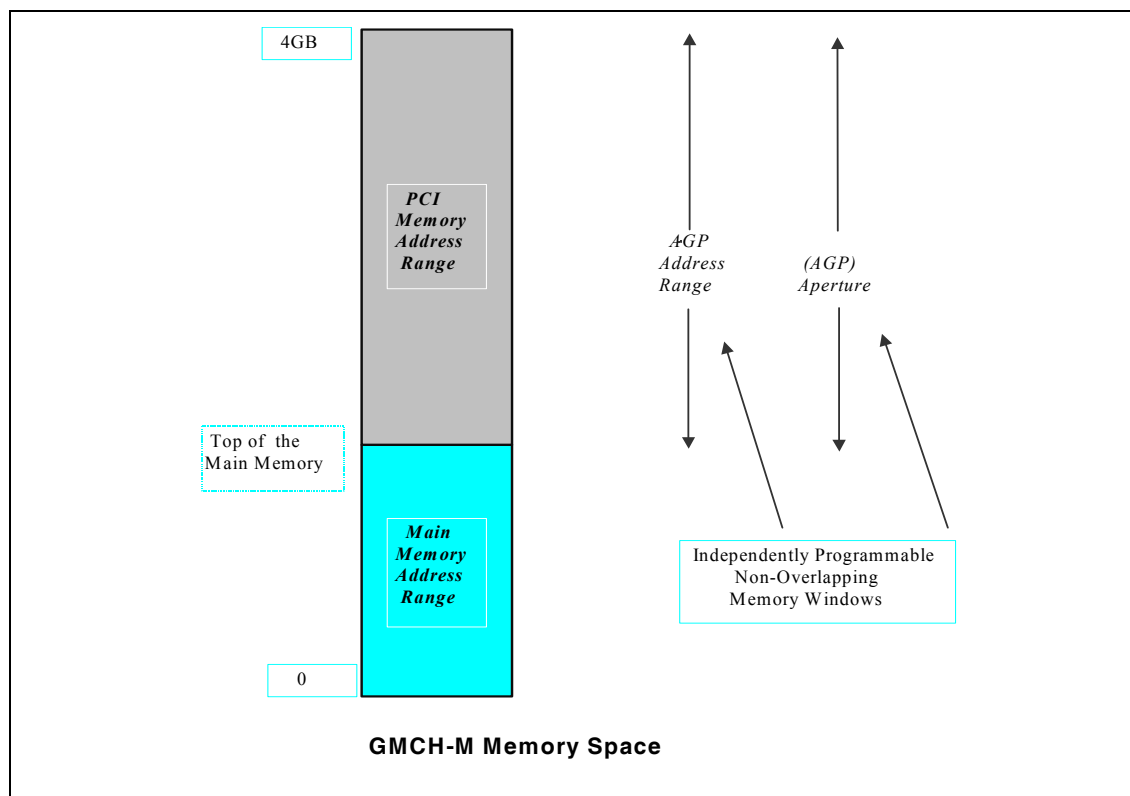 4GB
PCI
Memory
Address
Range
AGP
Address
Range
(AGP)
Aperture
Top of the
Main Memory
Main
Memory
Address
Range
Independently Programmable
Non-Overlapping
Memory Windows
0
GMCH-M Memory Space